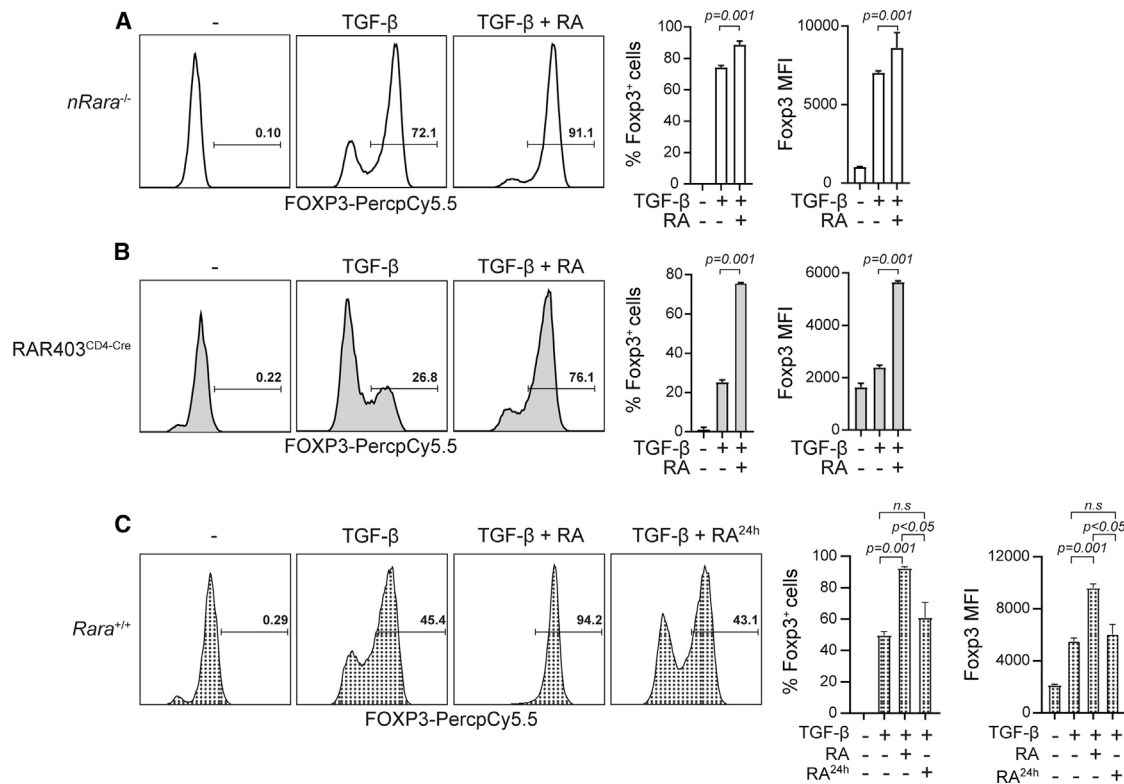 A
- TGF-β TGF-β + RA
nRara-/-
0.10 72.1 91.1
FOXP3-PercpCy5.5
p=0.001
% Foxp3+ cells
100
80
60
40
20
0
TGF-β - + +
RA - - +
p=0.001
Foxp3 MFI
10000
5000
0
TGF-β - + +
RA - - +
B
- TGF-β TGF-β + RA
RAR403CD4-Cre
0.22 26.8 76.1
FOXP3-PercpCy5.5
p=0.001
% Foxp3+ cells
80
60
40
20
0
TGF-β - + +
RA - - +
p=0.001
Foxp3 MFI
6000
4000
2000
0
TGF-β - + +
RA - - +
C
- TGF-β TGF-β + RA TGF-β + RA24h
Rara+/+
0.29 45.4 94.2 43.1
FOXP3-PercpCy5.5
n.s
p<0.05
p=0.001
% Foxp3+ cells
100
80
60
40
20
0
TGF-β - + + +
RA - - + -
RA24h - - - +
n.s
p<0.05
p=0.001
Foxp3 MFI
12000
8000
4000
0
TGF-β - + + +
RA - - + -
RA24h - - - +